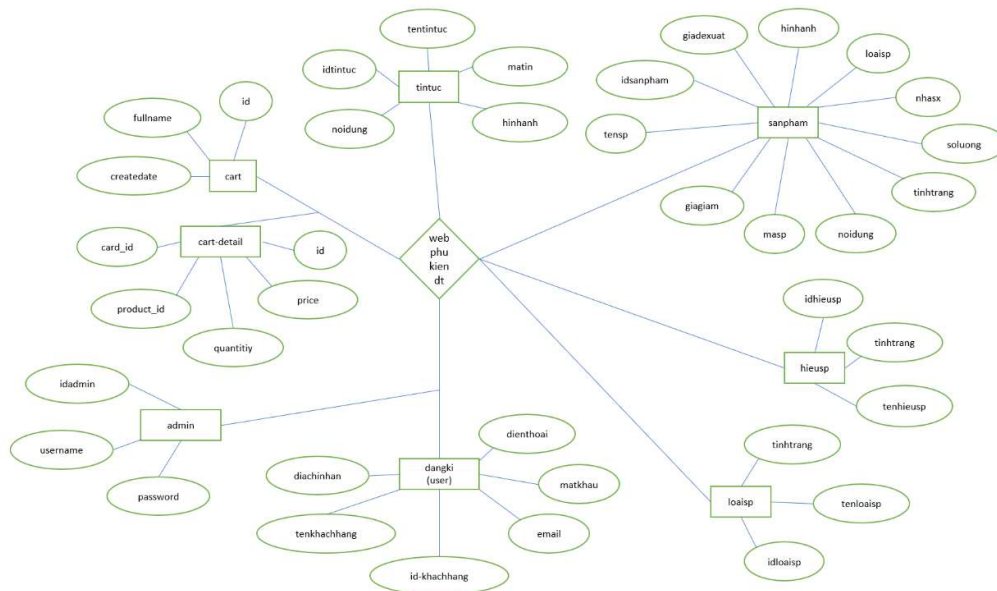 tentintuc
idtintuc
tintuc
matin
noidung
hinhanh
id
fullname
cart
createdate
cart-detail
card_id
id
product_id
price
quantitiy
web
phu
kien
dt
giadexuat
hinhanh
loaisp
idsanpham
nhasx
sanpham
tensp
soluong
tinhtrang
giagiam
masp
noidung
idhieusp
tinhtrang
hieusp
tenhieusp
idadmin
admin
username
password
dienthoai
dangki
(user)
diachinhan
matkhau
tenkhachhang
email
id-khachhang
tinhtrang
loaisp
tenloaisp
idloaisp